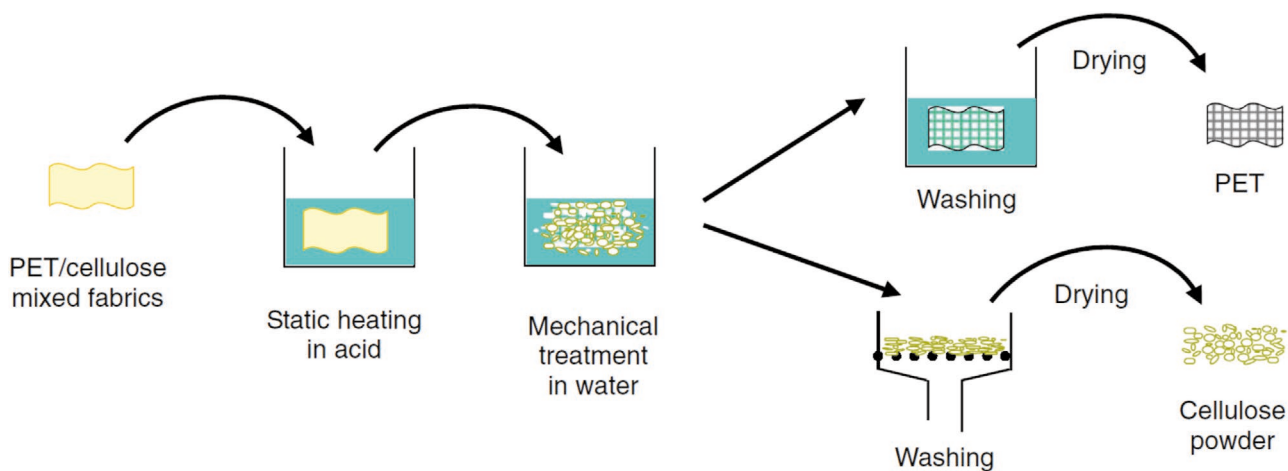 PET/cellulose
mixed fabrics
Static heating
in acid
Mechanical
treatment
in water
Washing
Drying
PET
Washing
Drying
Cellulose
powder